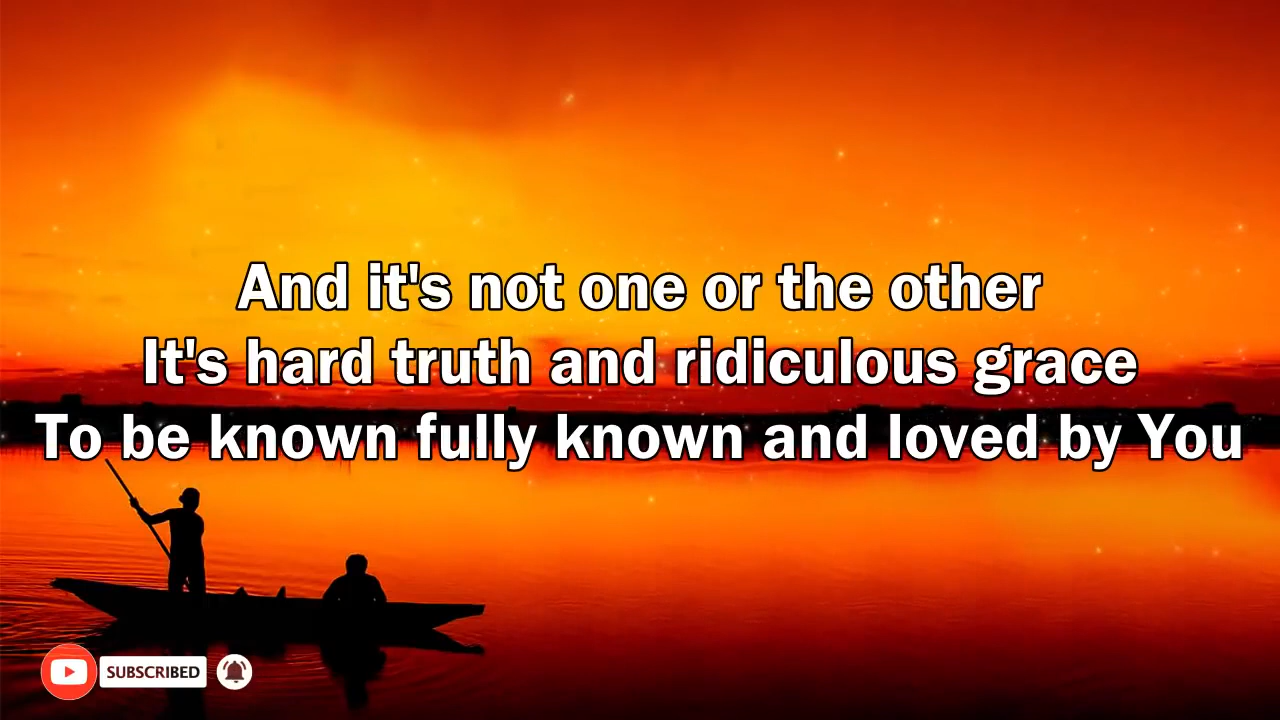 And it's not one or the other
It's hard truth and ridiculous grace
To be known fully known and loved by You
SUBSCRIBED